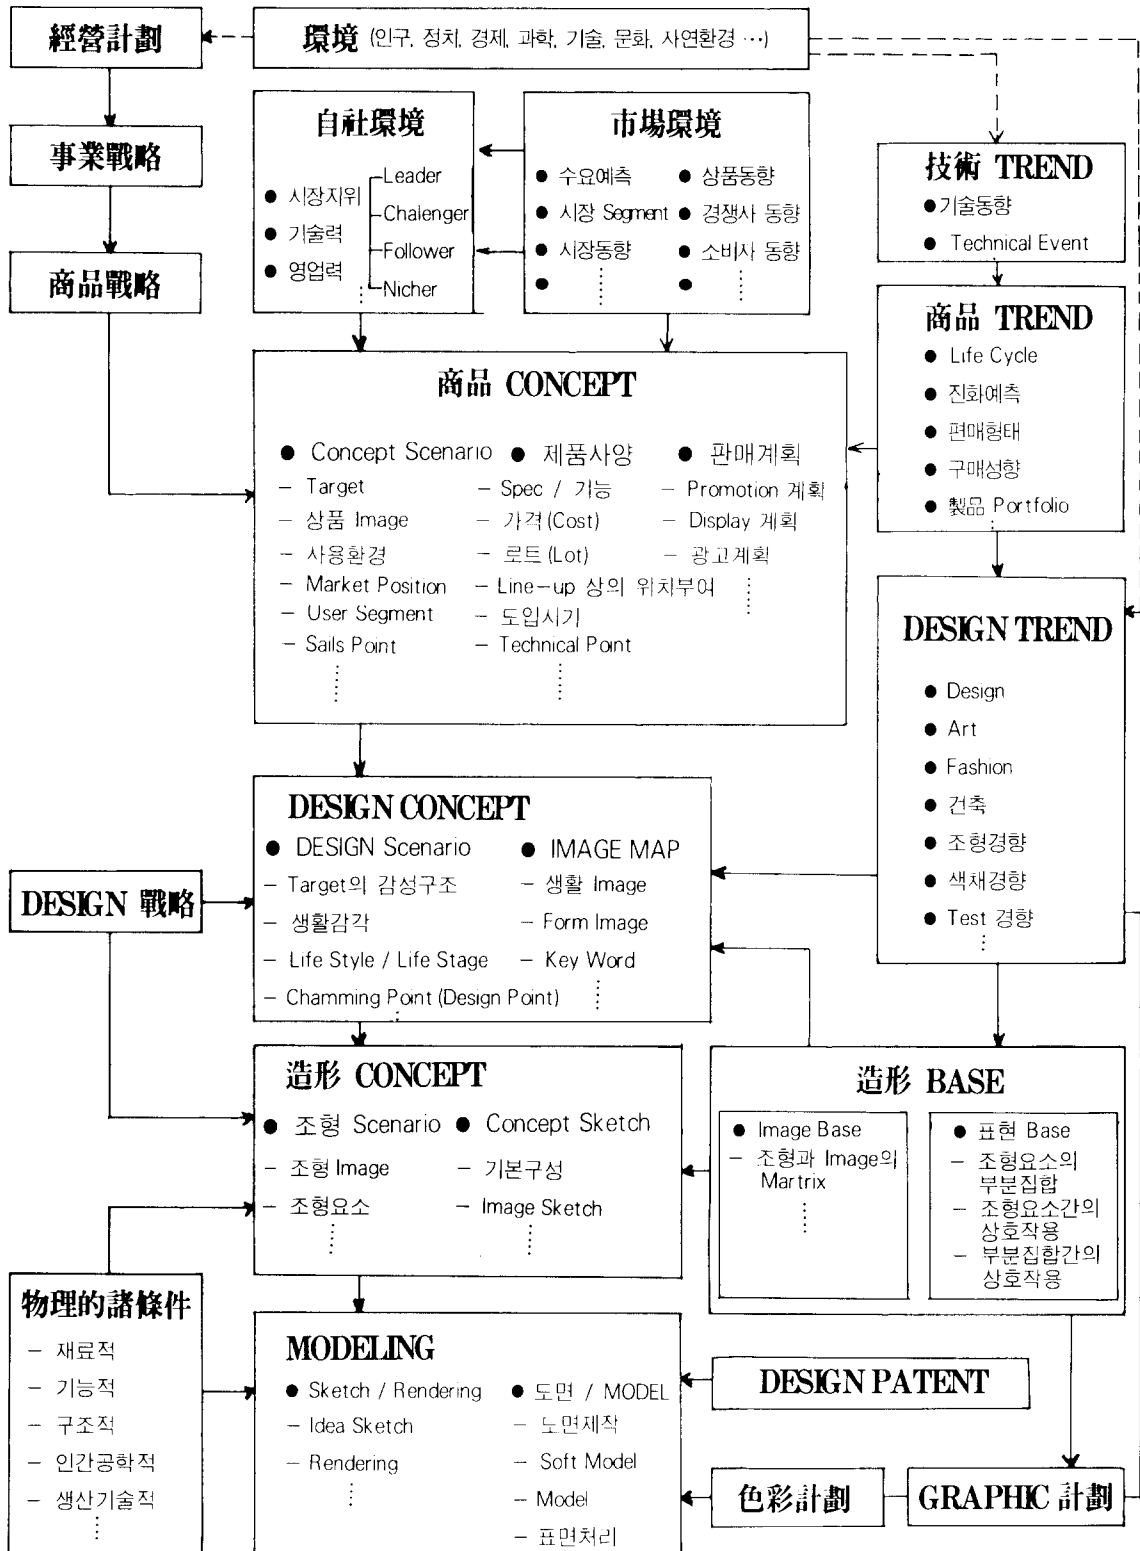 經營計劃
環境 (인구, 정치, 경제, 과학, 기술, 문화, 사연환경 …)
事業戰略
商品戰略
自社環境
● 시장지위
● 기술력
● 영업력
Leader
Chalenger
Follower
Nicher
市場環境
● 수요예측
● 시장 Segment
● 시장동향
●
● 상품동향
● 경쟁사 동향
● 소비사 동향
●
技術 TREND
● 기술동향
● Technical Event
商品 TREND
● Life Cycle
● 진화예측
● 편매형태
● 구매성향
● 製品 Portfolio
商品 CONCEPT
● Concept Scenario
– Target
– 상품 Image
– 사용환경
– Market Position
– User Segment
– Sails Point
● 제품사양
– Spec / 기능
– 가격(Cost)
– 로트(Lot)
– Line-up 상의 위치부여
– 도입시기
– Technical Point
● 판매계획
– Promotion 계획
– Display 계획
– 광고계획
DESIGN TREND
● Design
● Art
● Fashion
● 건축
● 조형경향
● 색채경향
● Test 경향
DESIGN 戰略
DESIGN CONCEPT
● DESIGN Scenario
– Target의 감성구조
– 생활감각
– Life Style / Life Stage
– Chamming Point (Design Point)
● IMAGE MAP
– 생활 Image
– Form Image
– Key Word
造形 CONCEPT
● 조형 Scenario
– 조형 Image
– 조형요소
● Concept Sketch
– 기본구성
– Image Sketch
造形 BASE
● Image Base
– 조형과 Image의
Martrix
● 표현 Base
– 조형요소의
부분집합
– 조형요소간의
상호작용
– 부분집합간의
상호작용
物理的諸條件
– 재료적
– 기능적
– 구조적
– 인간공학적
– 생산기술적
MODELING
● Sketch / Rendering
– Idea Sketch
– Rendering
● 도면 / MODEL
– 노면제작
– Soft Model
– Model
– 표면처리
DESIGN PATENT
色彩計劃
GRAPHIC 計劃